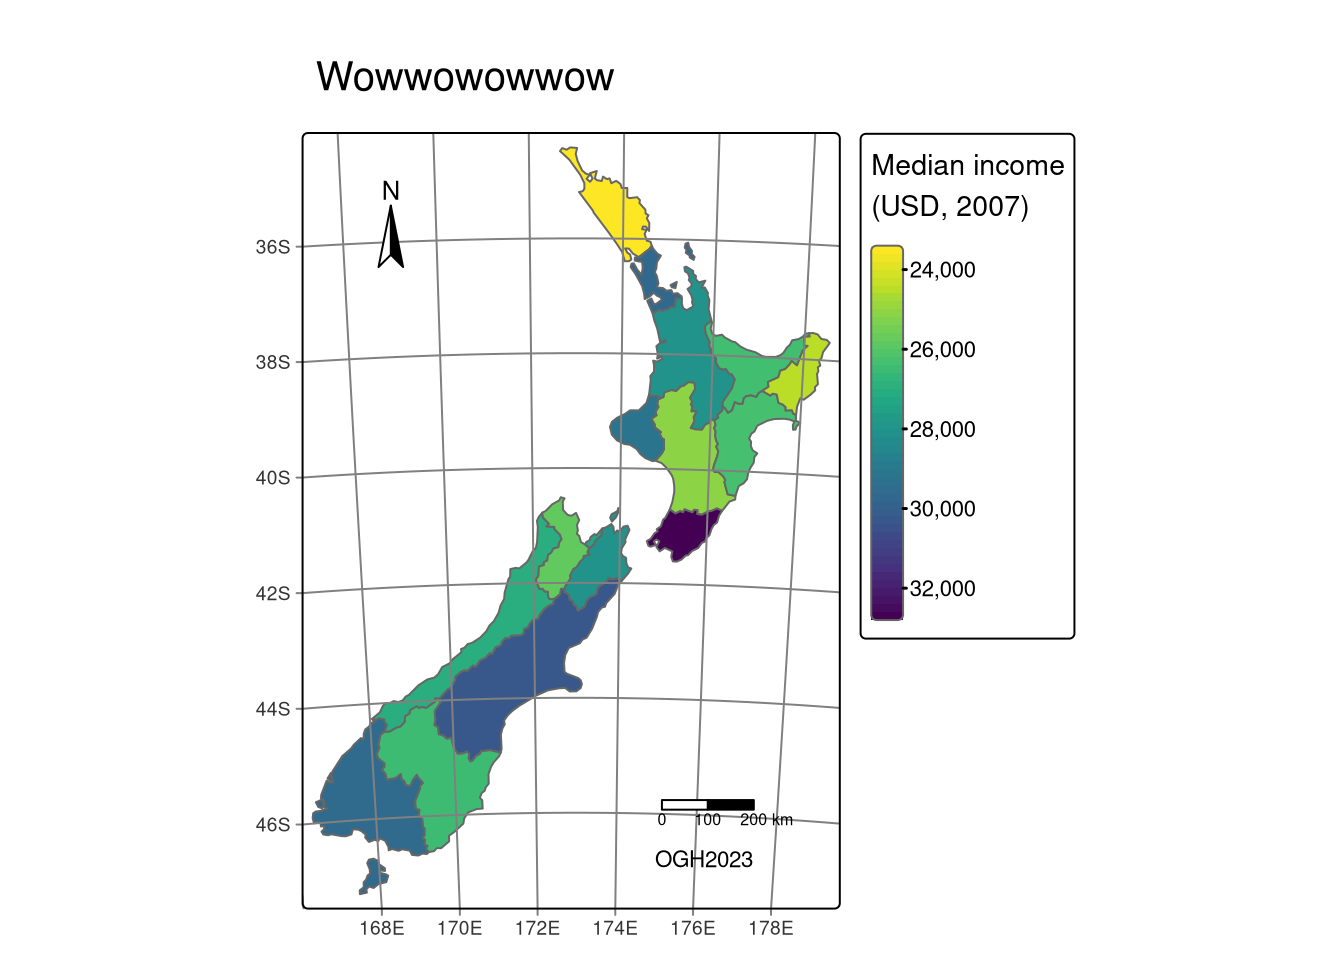 Wowwowowwow
Median income
(USD, 2007)
24,000
26,000
28,000
30,000
32,000
N
36S
38S
40S
42S
44S
46S
0 100 200 km
OGH2023
168E 170E 172E 174E 176E 178E